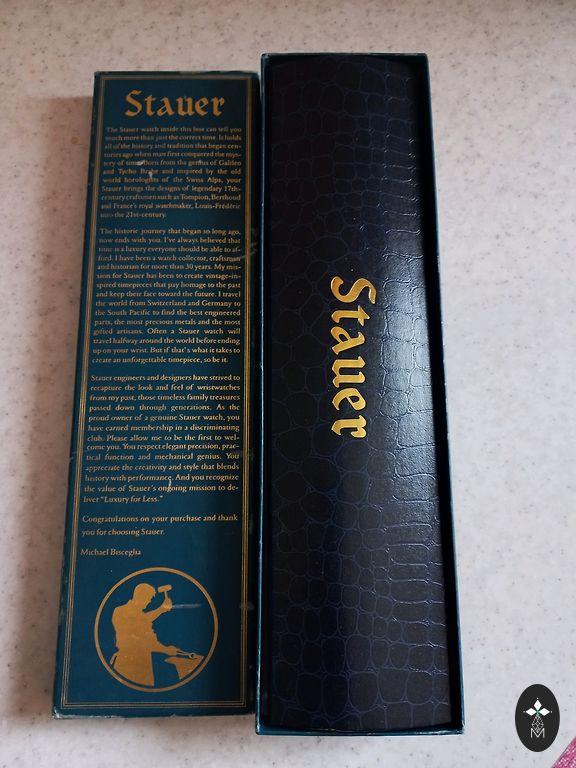 Stauer
The Stauer watch inside this box can tell you
much more than just the correct time. It holds
all of the history and tradition that began cen-
turies ago when man first conquered the mys-
tery of time. Born from the genius of Galileo
and Tycho Brahe and inspired by the old
world horologists of the Swiss Alps, your
Stauer brings the designs of legendary 17th-
century craftsmen such as Tompion, Berthoud
and France's royal watchmaker, Louis-Frédéric
into the 21st-century.
The historic journey that began so long ago,
now ends with you. I've always believed that
time is a luxury everyone should be able to af-
ford. I have been a watch collector, craftsman
and historian for more than 30 years. My mis-
sion for Stauer has been to create vintage-in-
spired timepieces that pay homage to the past
and keep their face toward the future. I travel
the world from Switzerland and Germany to
the South Pacific to find the best engineered
parts, the most precious metals and the most
gifted artisans. Often a Stauer watch will
travel halfway around the world before ending
up on your wrist. But if that's what it takes to
create an unforgettable timepiece, so be it.
Stauer engineers and designers have strived to
recapture the look and feel of wristwatches
from my past, those timeless family treasures
passed down through generations. As the
proud owner of a genuine Stauer watch, you
have earned membership in a discriminating
club. Please allow me to be the first to wel-
come you. You respect elegant precision, prac-
tical function and mechanical genius. You
appreciate the creativity and style that blends
history with performance. And you recognize
the value of Stauer's ongoing mission to de-
liver "Luxury for Less."
Congratulations on your purchase and thank
you for choosing Stauer.
Michael Bisceglia
Stauer
M